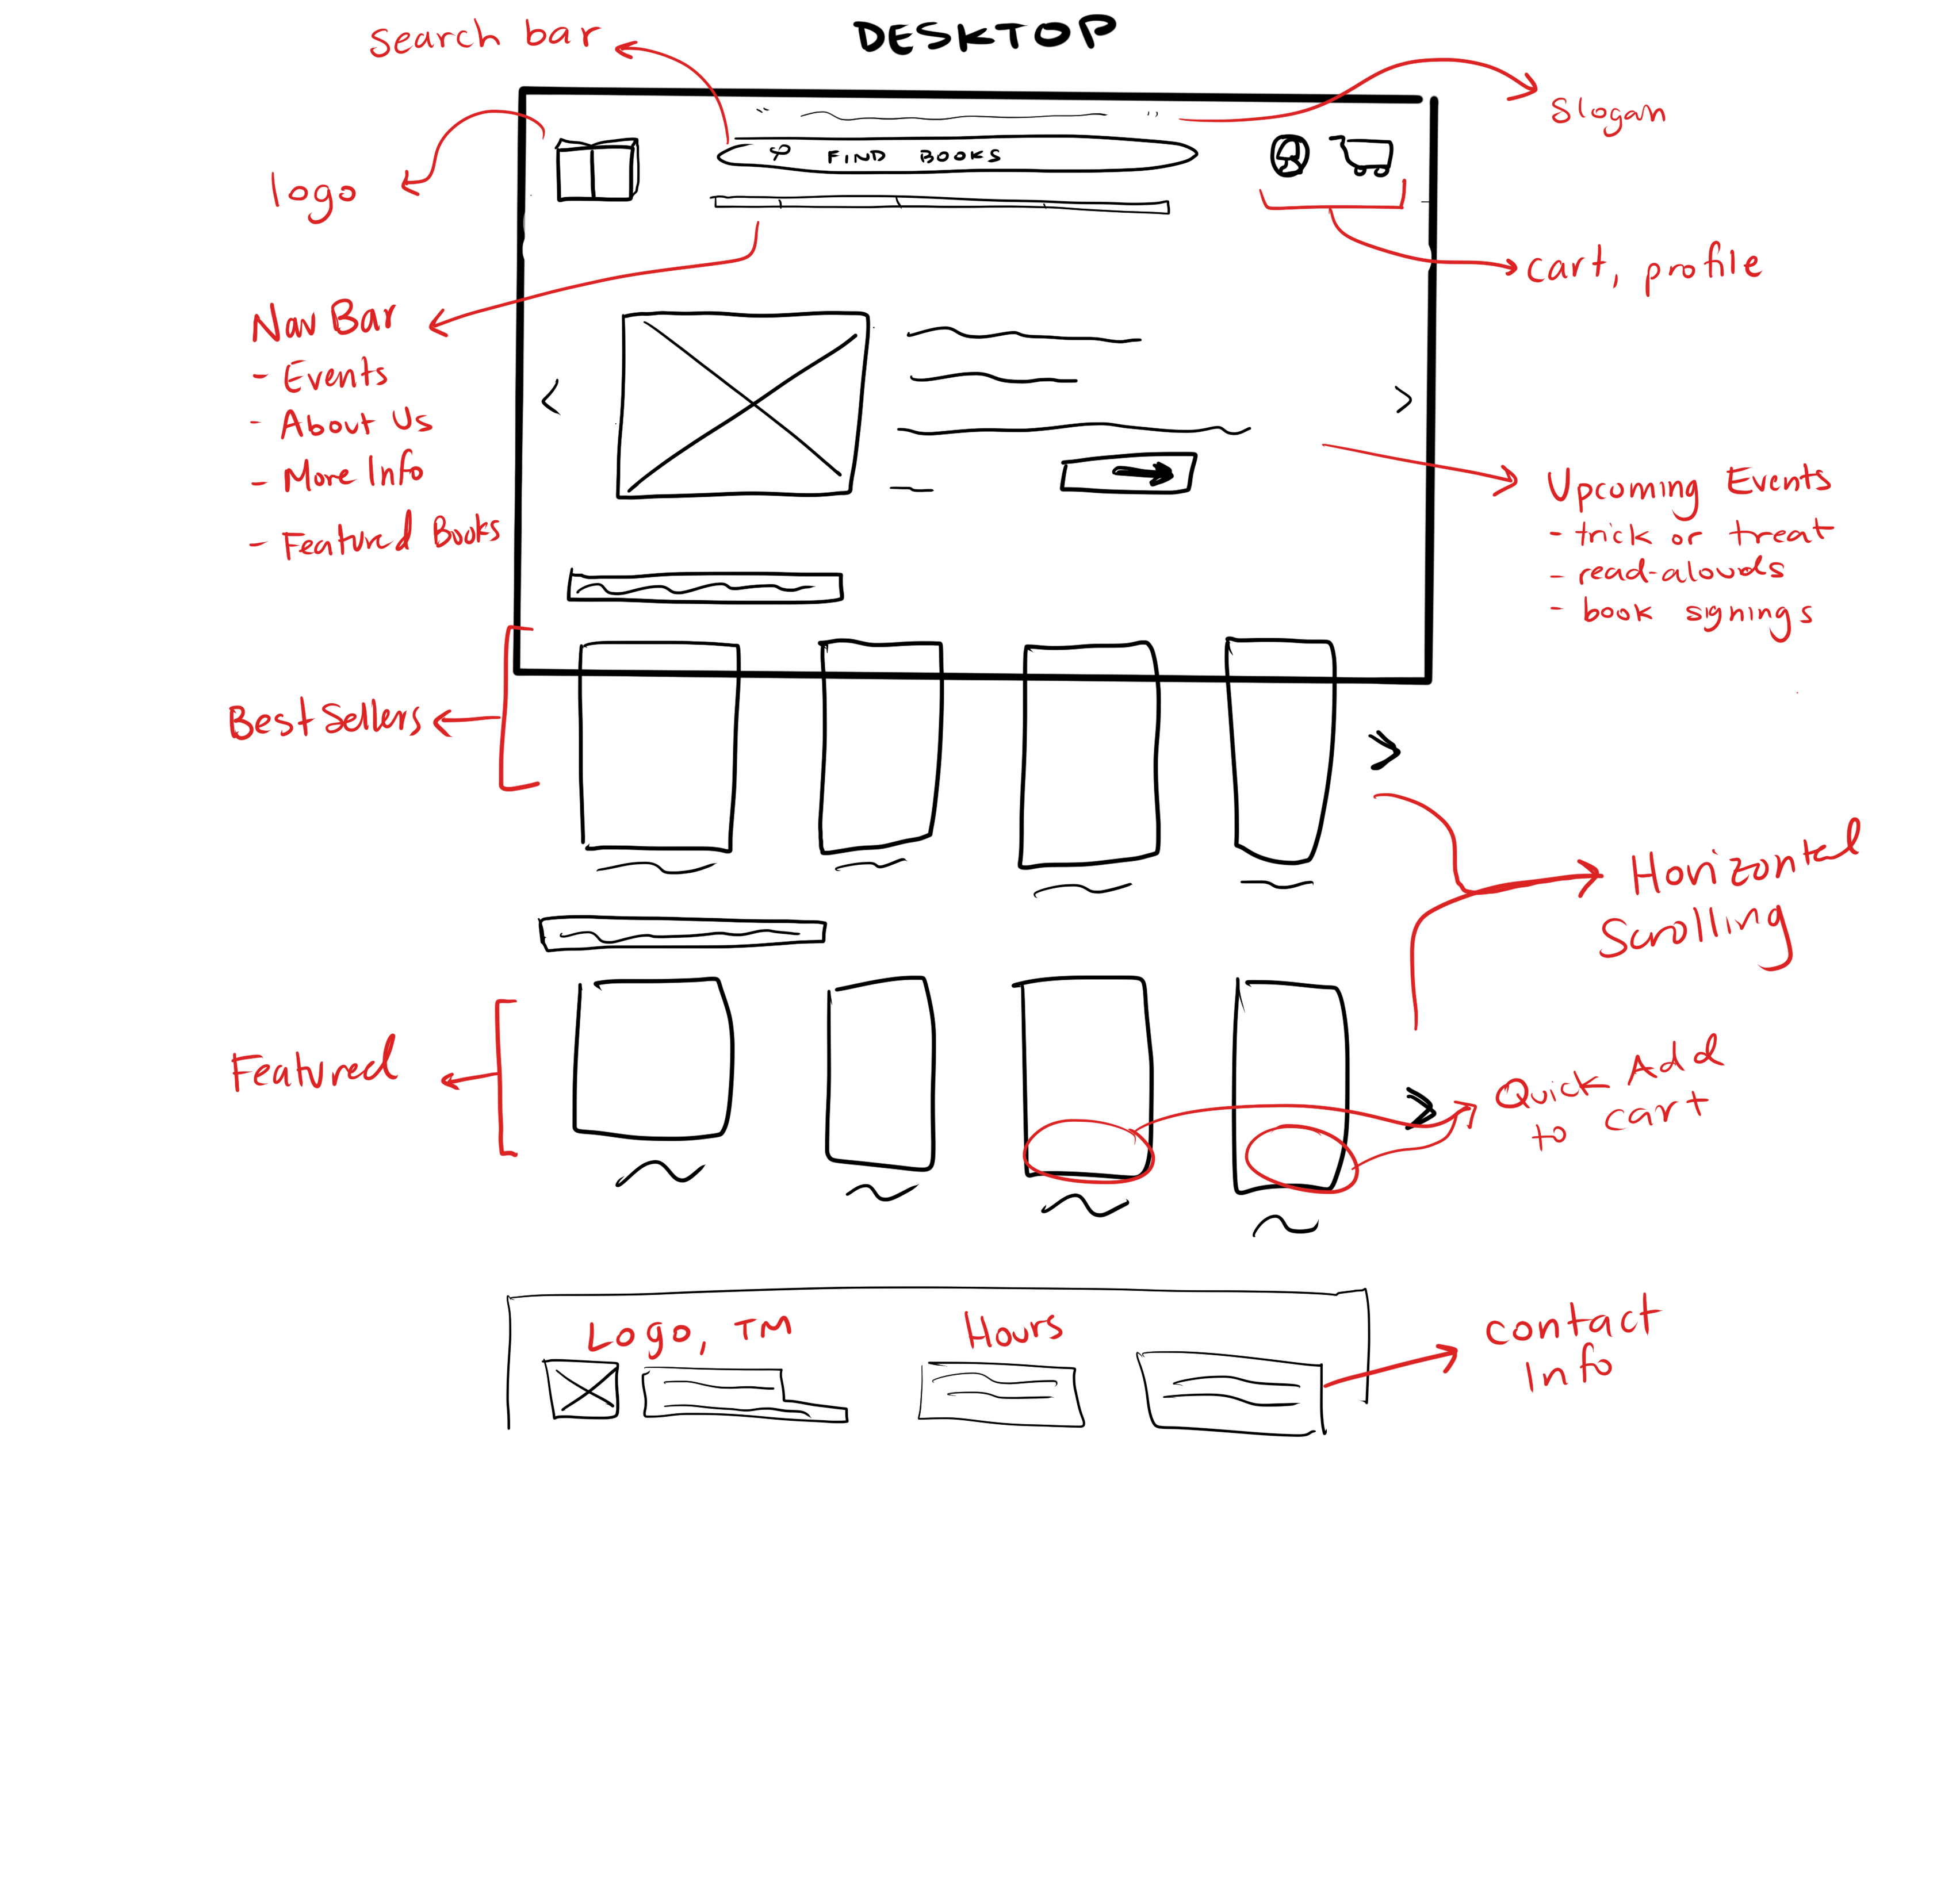 DESKTOP
search bar
slogan
logo
FIND BOOKS
cart, profile
Nav Bar
- Events
- About Us
- More Info
- Featured Books
Upcoming Events
- trick or treat
- read-alouds
- book signings
Best Sellers
Horizontal
Scrolling
Featured
Quick Add
to cart
Logo, TM
Hours
contact
Info